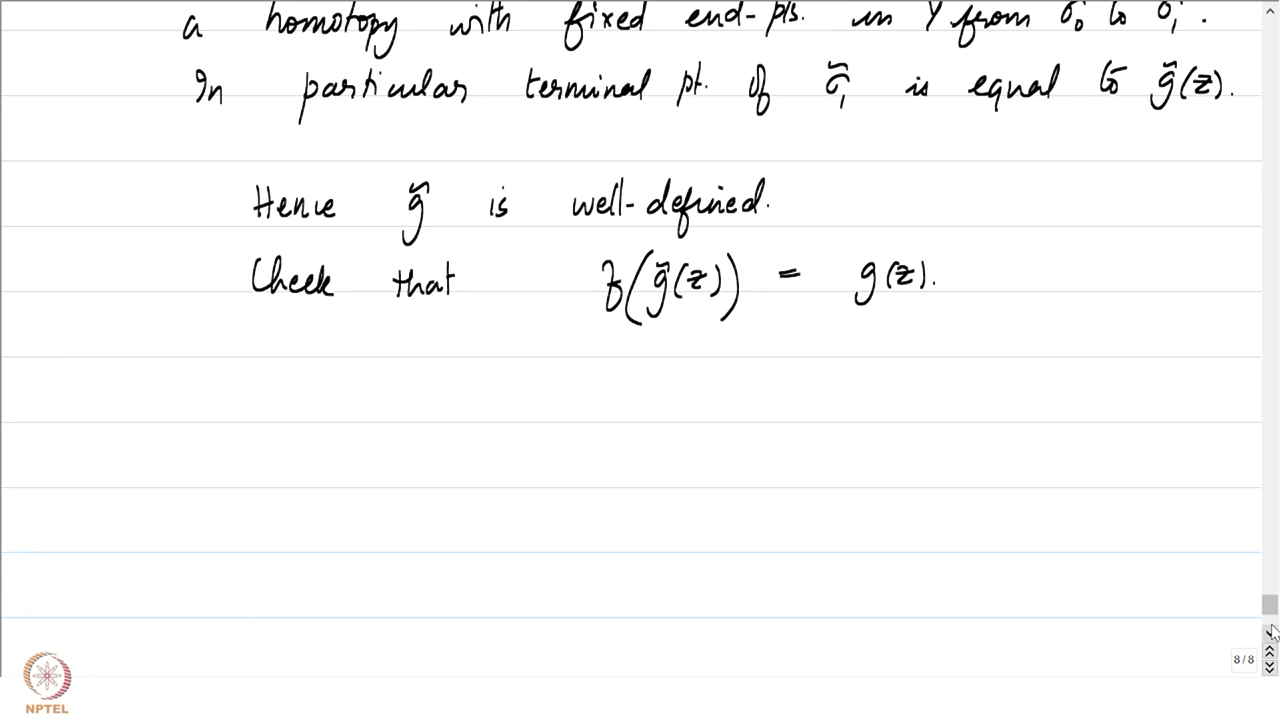 a homotopy with fixed end-pts. in Y from σ̃₀ to σ̃₁.
In particular terminal pt. of σ̃₁ is equal to g̃(z).
Hence g̃ is well-defined.
Check that f(g̃(z)) = g(z).
8/8
NPTEL